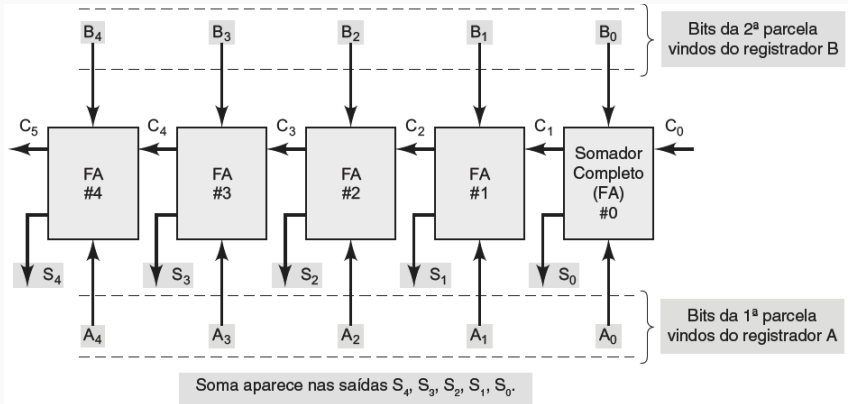 B₄ B₃ B₂ B₁ B₀
Bits da 2ª parcela
vindos do registrador B
C₅ C₄ C₃ C₂ C₁ C₀
FA
#4
FA
#3
FA
#2
FA
#1
Somador
Completo
(FA)
#0
S₄ S₃ S₂ S₁ S₀
A₄ A₃ A₂ A₁ A₀
Bits da 1ª parcela
vindos do registrador A
Soma aparece nas saídas S₄, S₃, S₂, S₁, S₀.